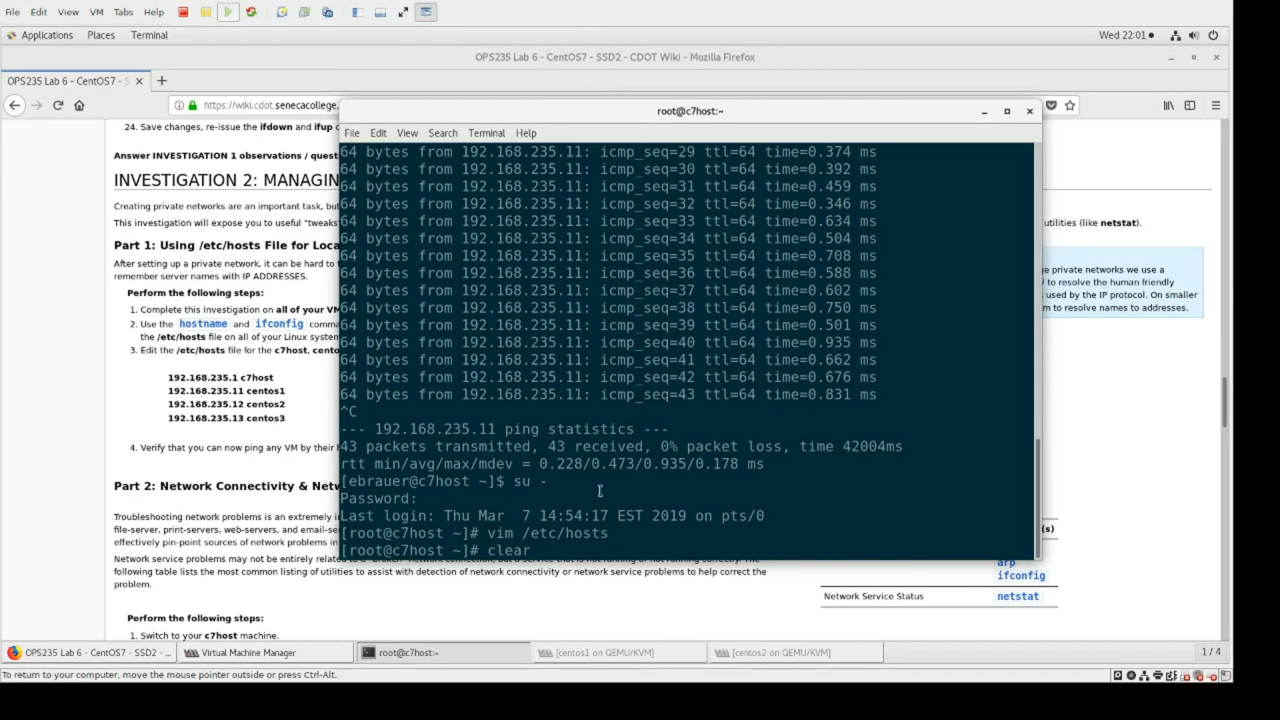 File Edit View VM Tabs Help
Applications Places Terminal Wed 22:01
OPS235 Lab 6 - CentOS7 - SSD2 - CDOT Wiki - Mozilla Firefox
OPS235 Lab 6 - CentOS7 - S
https://wiki.cdot.senecacollege.
root@c7host:~
File Edit View Search Terminal Help
24. Save changes, re-issue the ifdown and ifup
Answer INVESTIGATION 1 observations / quest
INVESTIGATION 2: MANAGIN
Creating private networks are an important task, but
This investigation will expose you to useful "tweaks
utilities (like netstat).
Part 1: Using /etc/hosts File for Loca
After setting up a private network, it can be hard to
remember server names with IP ADDRESSES.
Perform the following steps:
1. Complete this investigation on all of your VM
2. Use the hostname and ifconfig comma
the /etc/hosts file on all of your Linux system
3. Edit the /etc/hosts file for the c7host, cento
192.168.235.1 c7host
192.168.235.11 centos1
192.168.235.12 centos2
192.168.235.13 centos3
4. Verify that you can now ping any VM by their
e private networks we use a
to resolve the human friendly
used by the IP protocol. On smaller
m to resolve names to addresses.
64 bytes from 192.168.235.11: icmp_seq=29 ttl=64 time=0.374 ms
64 bytes from 192.168.235.11: icmp_seq=30 ttl=64 time=0.392 ms
64 bytes from 192.168.235.11: icmp_seq=31 ttl=64 time=0.459 ms
64 bytes from 192.168.235.11: icmp_seq=32 ttl=64 time=0.346 ms
64 bytes from 192.168.235.11: icmp_seq=33 ttl=64 time=0.634 ms
64 bytes from 192.168.235.11: icmp_seq=34 ttl=64 time=0.504 ms
64 bytes from 192.168.235.11: icmp_seq=35 ttl=64 time=0.708 ms
64 bytes from 192.168.235.11: icmp_seq=36 ttl=64 time=0.588 ms
64 bytes from 192.168.235.11: icmp_seq=37 ttl=64 time=0.602 ms
64 bytes from 192.168.235.11: icmp_seq=38 ttl=64 time=0.750 ms
64 bytes from 192.168.235.11: icmp_seq=39 ttl=64 time=0.501 ms
64 bytes from 192.168.235.11: icmp_seq=40 ttl=64 time=0.935 ms
64 bytes from 192.168.235.11: icmp_seq=41 ttl=64 time=0.662 ms
64 bytes from 192.168.235.11: icmp_seq=42 ttl=64 time=0.676 ms
64 bytes from 192.168.235.11: icmp_seq=43 ttl=64 time=0.831 ms
^C
--- 192.168.235.11 ping statistics ---
43 packets transmitted, 43 received, 0% packet loss, time 42004ms
rtt min/avg/max/mdev = 0.228/0.473/0.935/0.178 ms
[ebrauer@c7host ~]$ su -
Password:
Last login: Thu Mar  7 14:54:17 EST 2019 on pts/0
[root@c7host ~]# vim /etc/hosts
[root@c7host ~]# clear
Part 2: Network Connectivity & Netw
Troubleshooting network problems is an extremely in
file-server, print-servers, web-servers, and email-se
effectively pin-point sources of network problems in
following table lists the most common listing of utilities to assist with detection of network connectivity or network service problems to help correct the
problem.
(s)
arp
ifconfig
Network Service Status netstat
Perform the following steps:
1. Switch to your c7host machine.
OPS235 Lab 6 - CentOS7 - SSD2 - ... Virtual Machine Manager root@c7host:~ [centos1 on QEMU/KVM] [centos2 on QEMU/KVM] 1 / 4
To return to your computer, move the mouse pointer outside or press Ctrl-Alt.